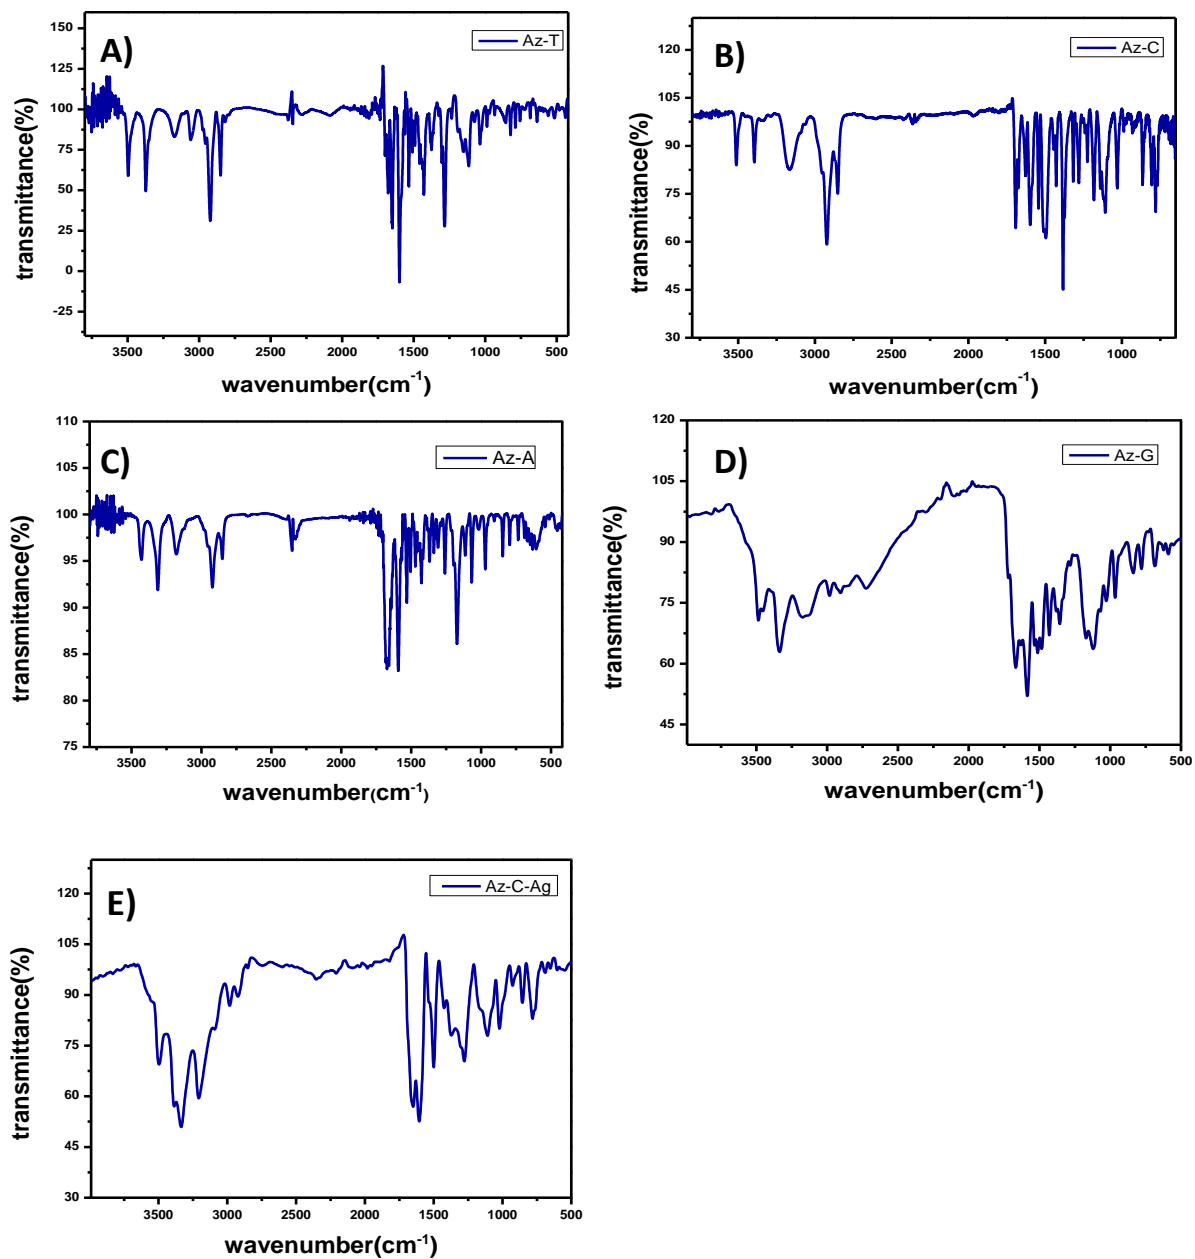 A)
Az-T
transmittance(%)
150
125
100
75
50
25
0
-25
3500 3000 2500 2000 1500 1000 500
wavenumber(cm-1)
B)
Az-C
transmittance(%)
120
105
90
75
60
45
30
3500 3000 2500 2000 1500 1000
wavenumber(cm-1)
C)
Az-A
transmittance(%)
110
105
100
95
90
85
80
75
3500 3000 2500 2000 1500 1000 500
wavenumber(cm-1)
D)
Az-G
transmittance(%)
120
105
90
75
60
45
3500 3000 2500 2000 1500 1000 500
wavenumber(cm-1)
E)
Az-C-Ag
transmittance(%)
120
105
90
75
60
45
30
3500 3000 2500 2000 1500 1000 500
wavenumber(cm-1)